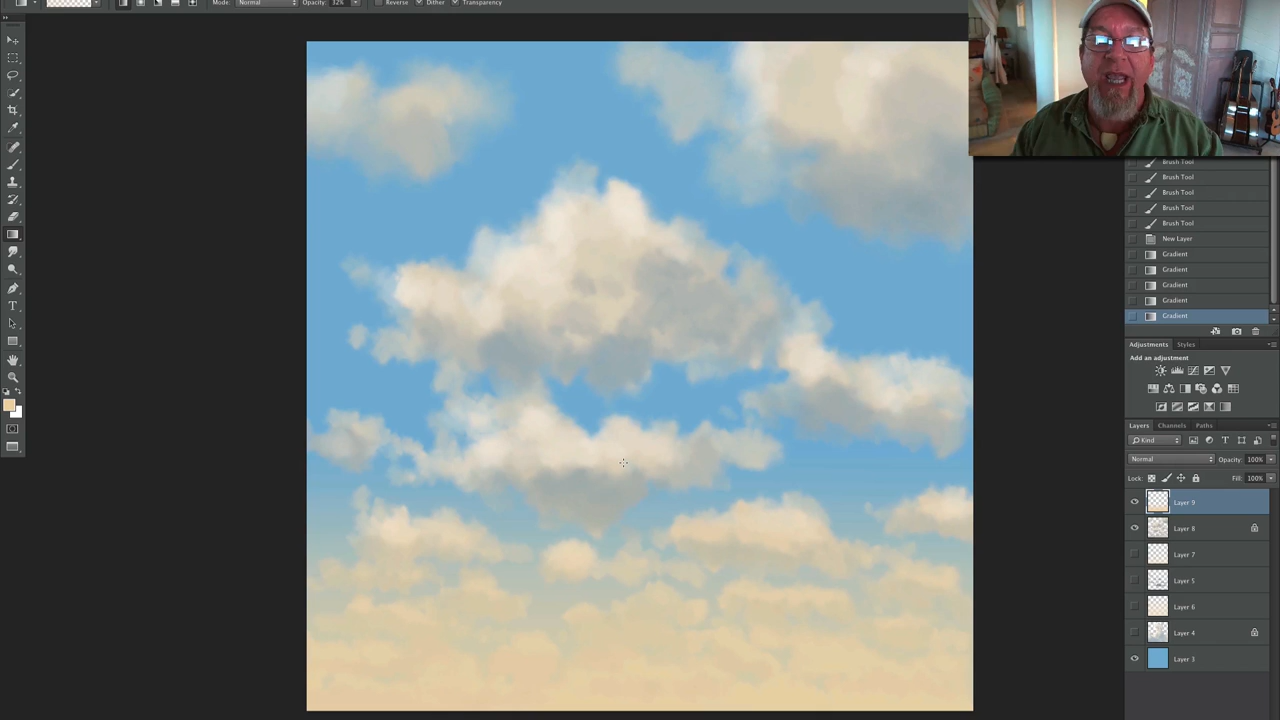 Mode: Normal Opacity: 32% Reverse Dither Transparency
Brush Tool
Brush Tool
Brush Tool
Brush Tool
Brush Tool
New Layer
Gradient
Gradient
Gradient
Gradient
Gradient
Adjustments Styles
Add an adjustment
Layers Channels Paths
Kind
Normal Opacity: 100%
Lock: Fill: 100%
Layer 9
Layer 8
Layer 7
Layer 5
Layer 6
Layer 4
Layer 3